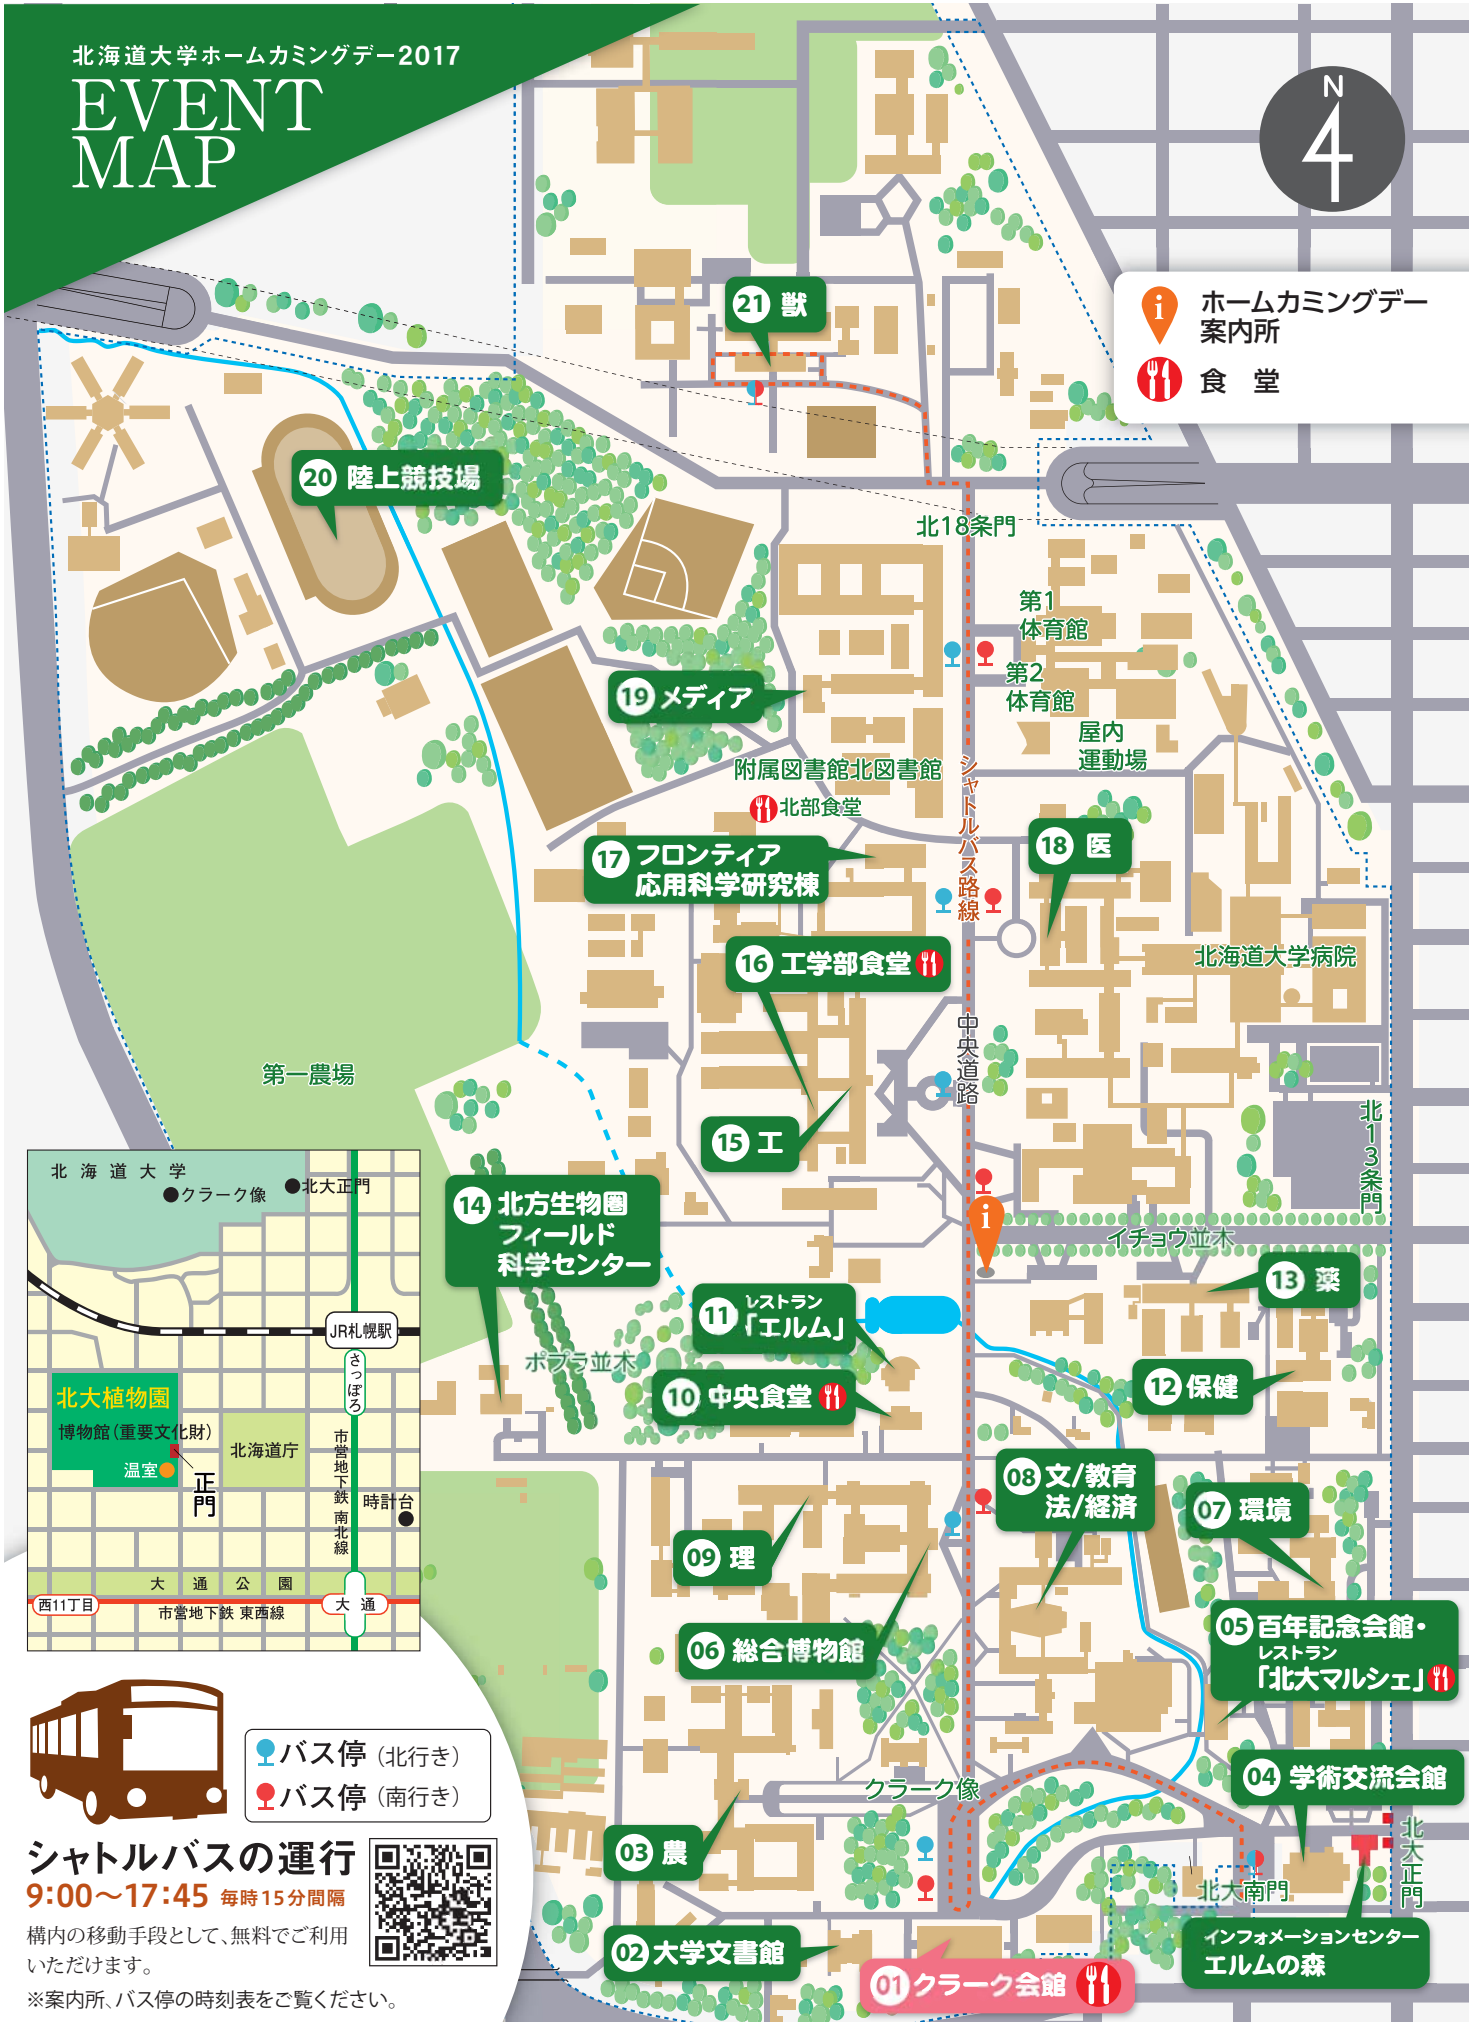 北海道大学ホームカミングデー2017
EVENT
MAP
N
ホームカミングデー
案内所
食 堂
21 獣
20 陸上競技場
北18条門
第1
体育館
第2
体育館
19 メディア
屋内
運動場
附属図書館北図書館
北部食堂
シャトルバス路線
17 フロンティア
応用科学研究棟
18 医
16 工学部食堂
北海道大学病院
中央道路
第一農場
15 工
北13条門
14 北方生物圏
フィールド
科学センター
イチョウ並木
13 薬
11 レストラン
「エルム」
ポプラ並木
10 中央食堂
12 保健
08 文/教育
法/経済
07 環境
09 理
06 総合博物館
05 百年記念会館・
レストラン
「北大マルシェ」
04 学術交流会館
クラーク像
03 農
北大正門
北大南門
インフォメーションセンター
エルムの森
02 大学文書館
01 クラーク会館
北海道大学
クラーク像
北大正門
JR札幌駅
さっぽろ
北大植物園
博物館(重要文化財)
温室
正門
北海道庁
市営地下鉄 南北線
時計台
大通公園
西11丁目
市営地下鉄 東西線
大通
バス停(北行き)
バス停(南行き)
シャトルバスの運行
9:00〜17:45 毎時15分間隔
構内の移動手段として、無料でご利用
いただけます。
※案内所、バス停の時刻表をご覧ください。